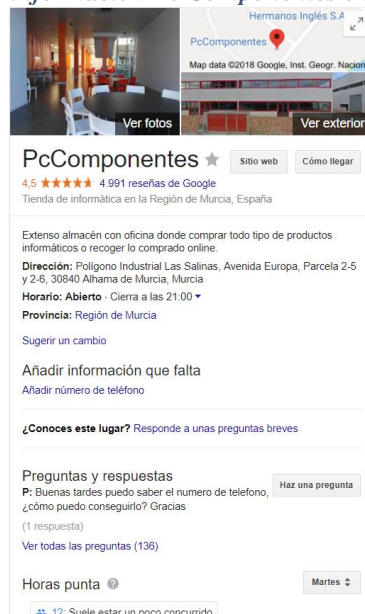 Hermanos Inglés S.A
PcComponentes
Map data ©2018 Google, Inst. Geogr. Nacion
Ver fotos
Ver exterior
PcComponentes
Sitio web
Cómo llegar
4,5 4.991 reseñas de Google
Tienda de informática en la Región de Murcia, España
Extenso almacén con oficina donde comprar todo tipo de productos
informáticos o recoger lo comprado online.
Dirección: Polígono Industrial Las Salinas, Avenida Europa, Parcela 2-5
y 2-6, 30840 Alhama de Murcia, Murcia
Horario: Abierto · Cierra a las 21:00
Provincia: Región de Murcia
Sugerir un cambio
Añadir información que falta
Añadir número de teléfono
¿Conoces este lugar? Responde a unas preguntas breves
Preguntas y respuestas
Haz una pregunta
P: Buenas tardes puedo saber el numero de telefono,
¿cómo puedo conseguirlo? Gracias
(1 respuesta)
Ver todas las preguntas (136)
Horas punta
Martes
12: Suele estar un poco concurrido